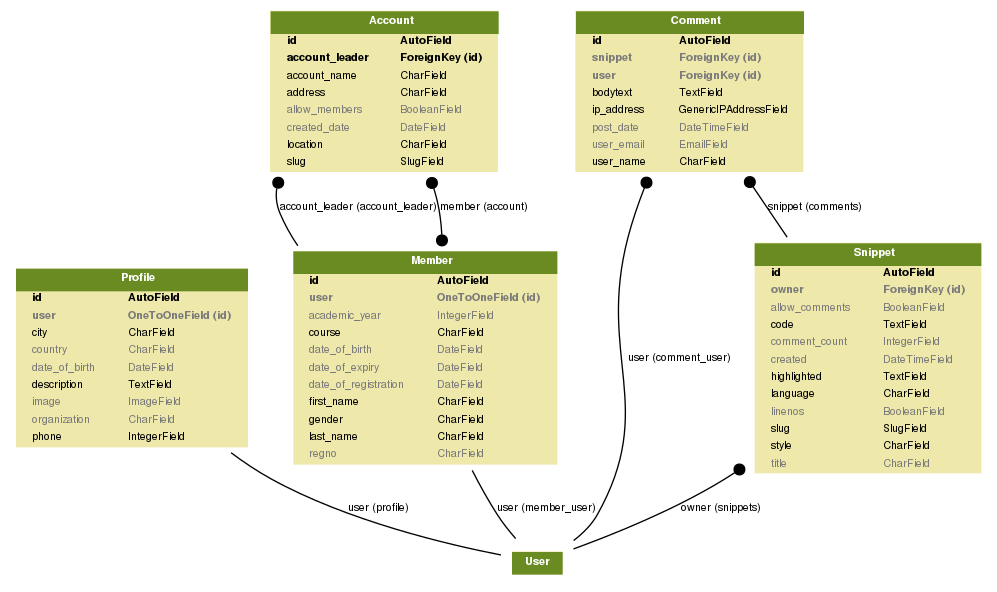 Account
id AutoField
account_leader ForeignKey (id)
account_name CharField
address CharField
allow_members BooleanField
created_date DateField
location CharField
slug SlugField
Comment
id AutoField
snippet ForeignKey (id)
user ForeignKey (id)
bodytext TextField
ip_address GenericIPAddressField
post_date DateTimeField
user_email EmailField
user_name CharField
account_leader (account_leader)
member (account)
snippet (comments)
Profile
id AutoField
user OneToOneField (id)
city CharField
country CharField
date_of_birth DateField
description TextField
image ImageField
organization CharField
phone IntegerField
Member
id AutoField
user OneToOneField (id)
academic_year IntegerField
course CharField
date_of_birth DateField
date_of_expiry DateField
date_of_registration DateField
first_name CharField
gender CharField
last_name CharField
regno CharField
user (comment_user)
Snippet
id AutoField
owner ForeignKey (id)
allow_comments BooleanField
code TextField
comment_count IntegerField
created DateTimeField
highlighted TextField
language CharField
linenos BooleanField
slug SlugField
style CharField
title CharField
user (profile)
user (member_user)
owner (snippets)
User